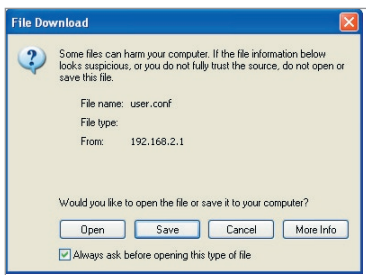 File Download
Some files can harm your computer. If the file information below
looks suspicious, or you do not fully trust the source, do not open or
save this file.
File name: user.conf
File type:
From: 192.168.2.1
Would you like to open the file or save it to your computer?
Open Save Cancel More Info
Always ask before opening this type of file